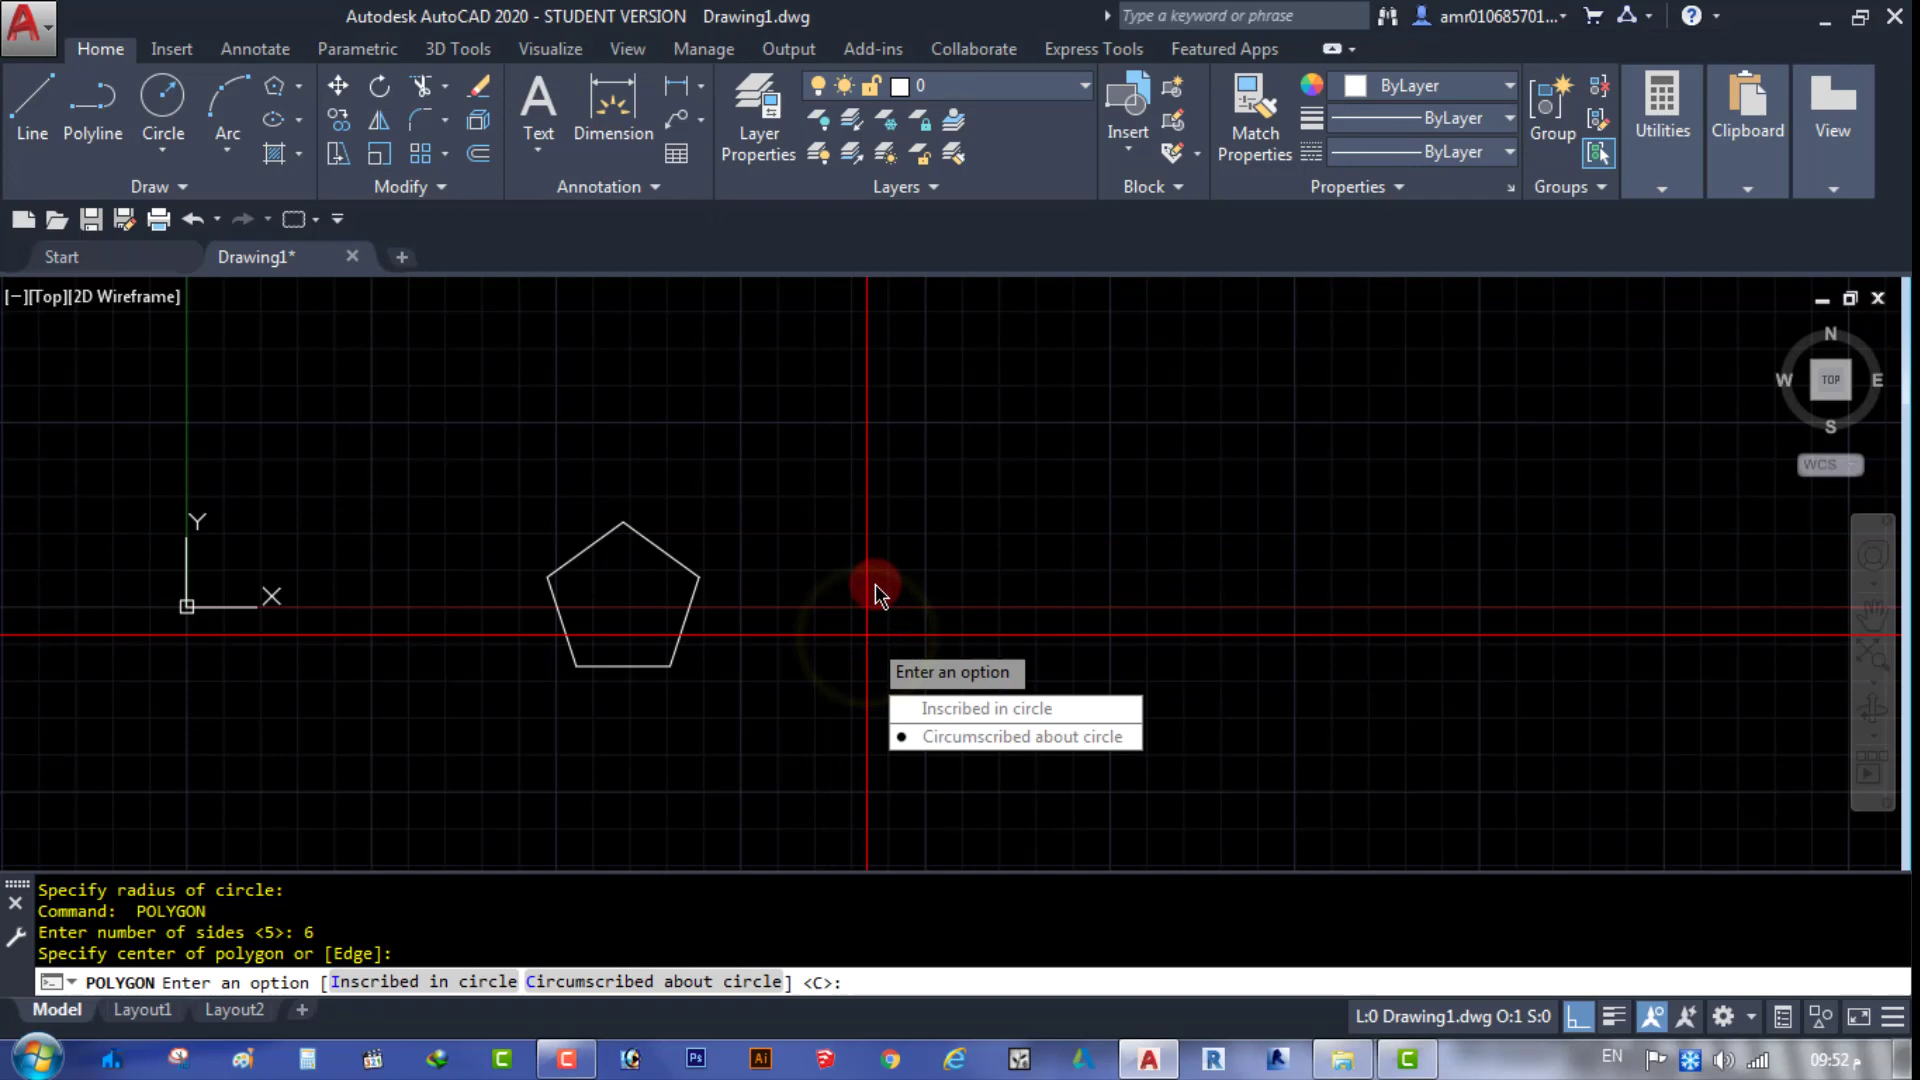 Autodesk AutoCAD 2020 - STUDENT VERSION Drawing1.dwg
Type a keyword or phrase
amr010685701...
Home Insert Annotate Parametric 3D Tools Visualize View Manage Output Add-ins Collaborate Express Tools Featured Apps
Line Polyline Circle Arc
Draw
Modify
Text Dimension
Annotation
Layer Properties
0
Layers
Insert
Block
Match Properties
ByLayer
ByLayer
ByLayer
Properties
Group
Groups
Utilities
Clipboard
View
Start
Drawing1*
[−][Top][2D Wireframe]
N
W TOP E
S
WCS
Y
X
Enter an option
Inscribed in circle
Circumscribed about circle
Specify radius of circle:
Command: POLYGON
Enter number of sides <5>: 6
Specify center of polygon or [Edge]:
POLYGON Enter an option [Inscribed in circle Circumscribed about circle] <C>:
Model Layout1 Layout2
L:0 Drawing1.dwg O:1 S:0
Ps Ai
EN
09:52 م